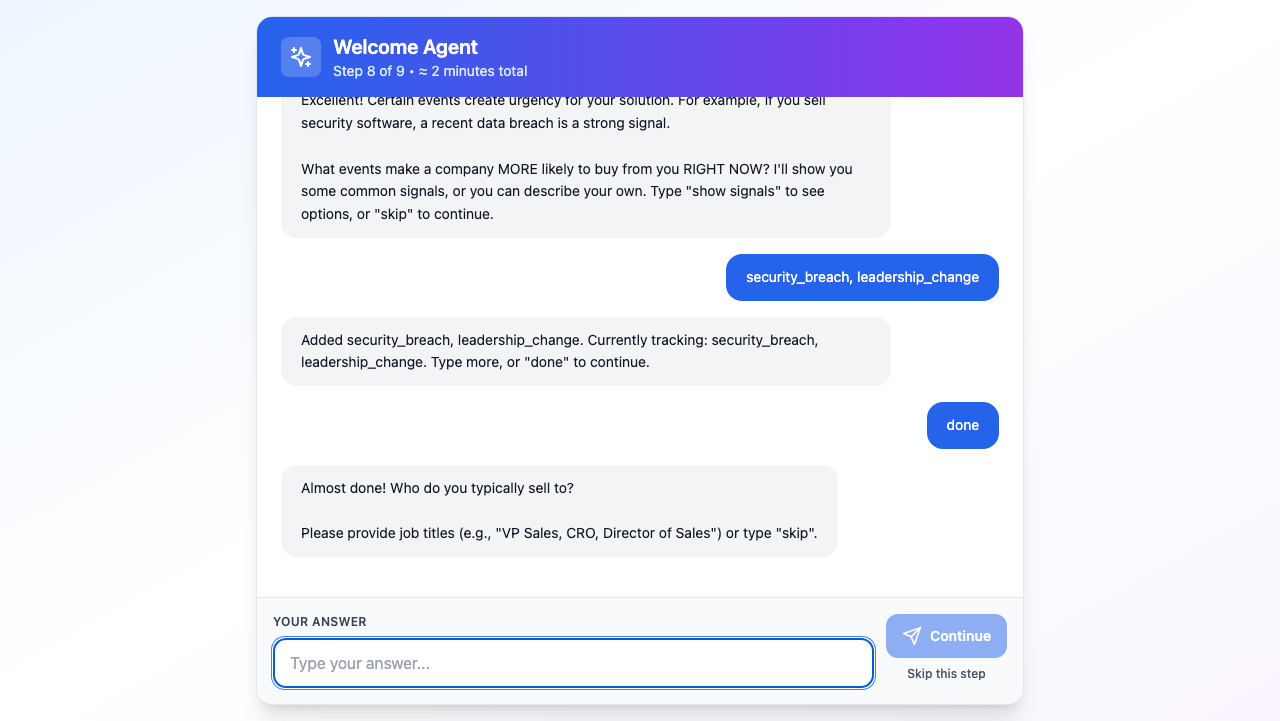 Welcome Agent
Step 8 of 9 • ≈ 2 minutes total
Excellent! Certain events create urgency for your solution. For example, if you sell
security software, a recent data breach is a strong signal.
What events make a company MORE likely to buy from you RIGHT NOW? I'll show you
some common signals, or you can describe your own. Type "show signals" to see
options, or "skip" to continue.
security_breach, leadership_change
Added security_breach, leadership_change. Currently tracking: security_breach,
leadership_change. Type more, or "done" to continue.
done
Almost done! Who do you typically sell to?
Please provide job titles (e.g., "VP Sales, CRO, Director of Sales") or type "skip".
YOUR ANSWER
Type your answer...
Continue
Skip this step